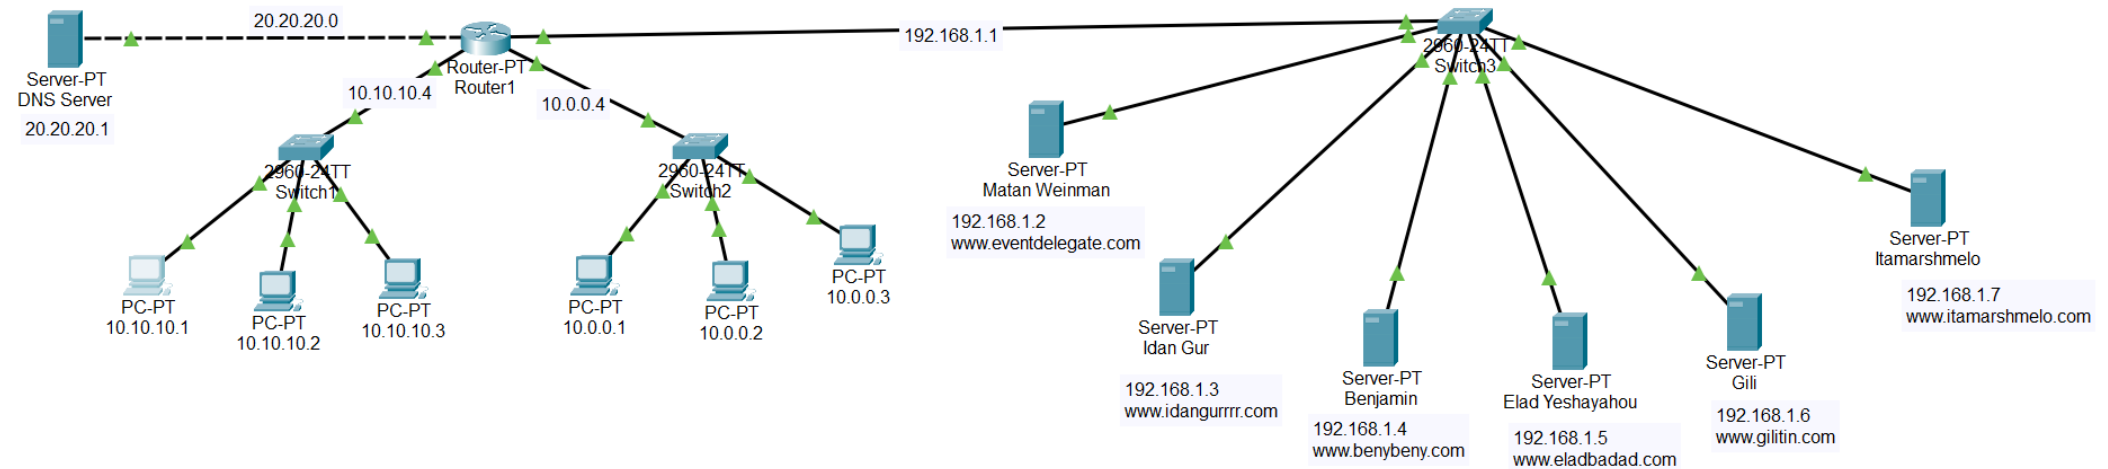 20.20.20.0
Server-PT
DNS Server
20.20.20.1
Router-PT
Router1
192.168.1.1
2960-24TT
Switch3
10.10.10.4
10.0.0.4
2960-24TT
Switch1
2960-24TT
Switch2
PC-PT
10.10.10.1
PC-PT
10.10.10.2
PC-PT
10.10.10.3
PC-PT
10.0.0.1
PC-PT
10.0.0.2
PC-PT
10.0.0.3
Server-PT
Matan Weinman
192.168.1.2
www.eventdelegate.com
Server-PT
Idan Gur
192.168.1.3
www.idangurrrr.com
Server-PT
Benjamin
192.168.1.4
www.benybeny.com
Server-PT
Elad Yeshayahou
192.168.1.5
www.eladbadad.com
Server-PT
Gili
192.168.1.6
www.gilitin.com
Server-PT
Itamarshmelo
192.168.1.7
www.itamarshmelo.com